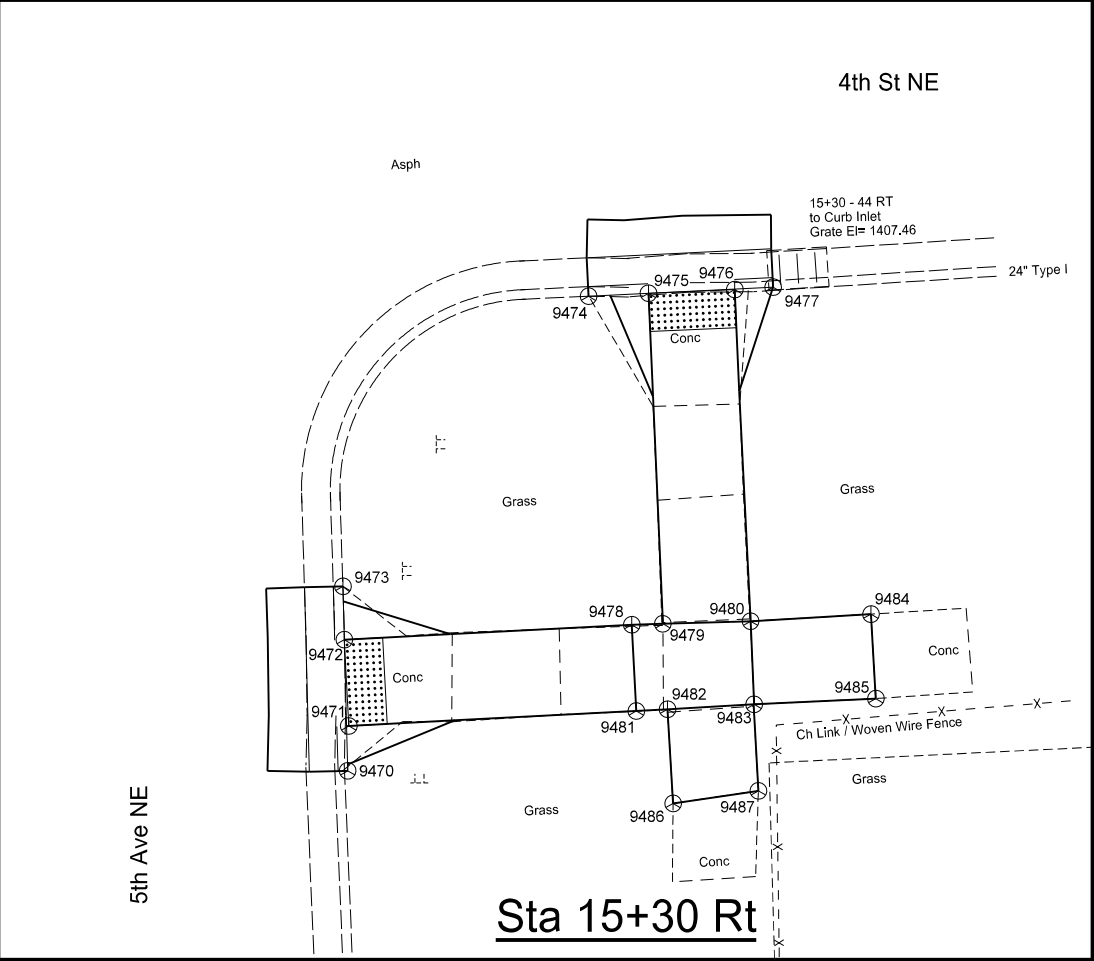 4th St NE
Asph
15+30 - 44 RT
to Curb Inlet
Grate El= 1407.46
24" Type I
9475
9476
9474
9477
Conc
Grass
Grass
9473
9472
Conc
9471
9470
9478
9479
9480
9484
Conc
9482
9481
9483
9485
Ch Link / Woven Wire Fence
Grass
9486
9487
Grass
Conc
5th Ave NE
Sta 15+30 Rt